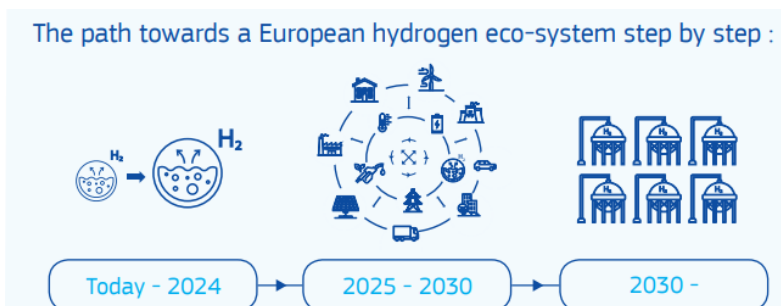 The path towards a European hydrogen eco-system step by step :
H₂
H₂
Today - 2024
2025 - 2030
2030 -